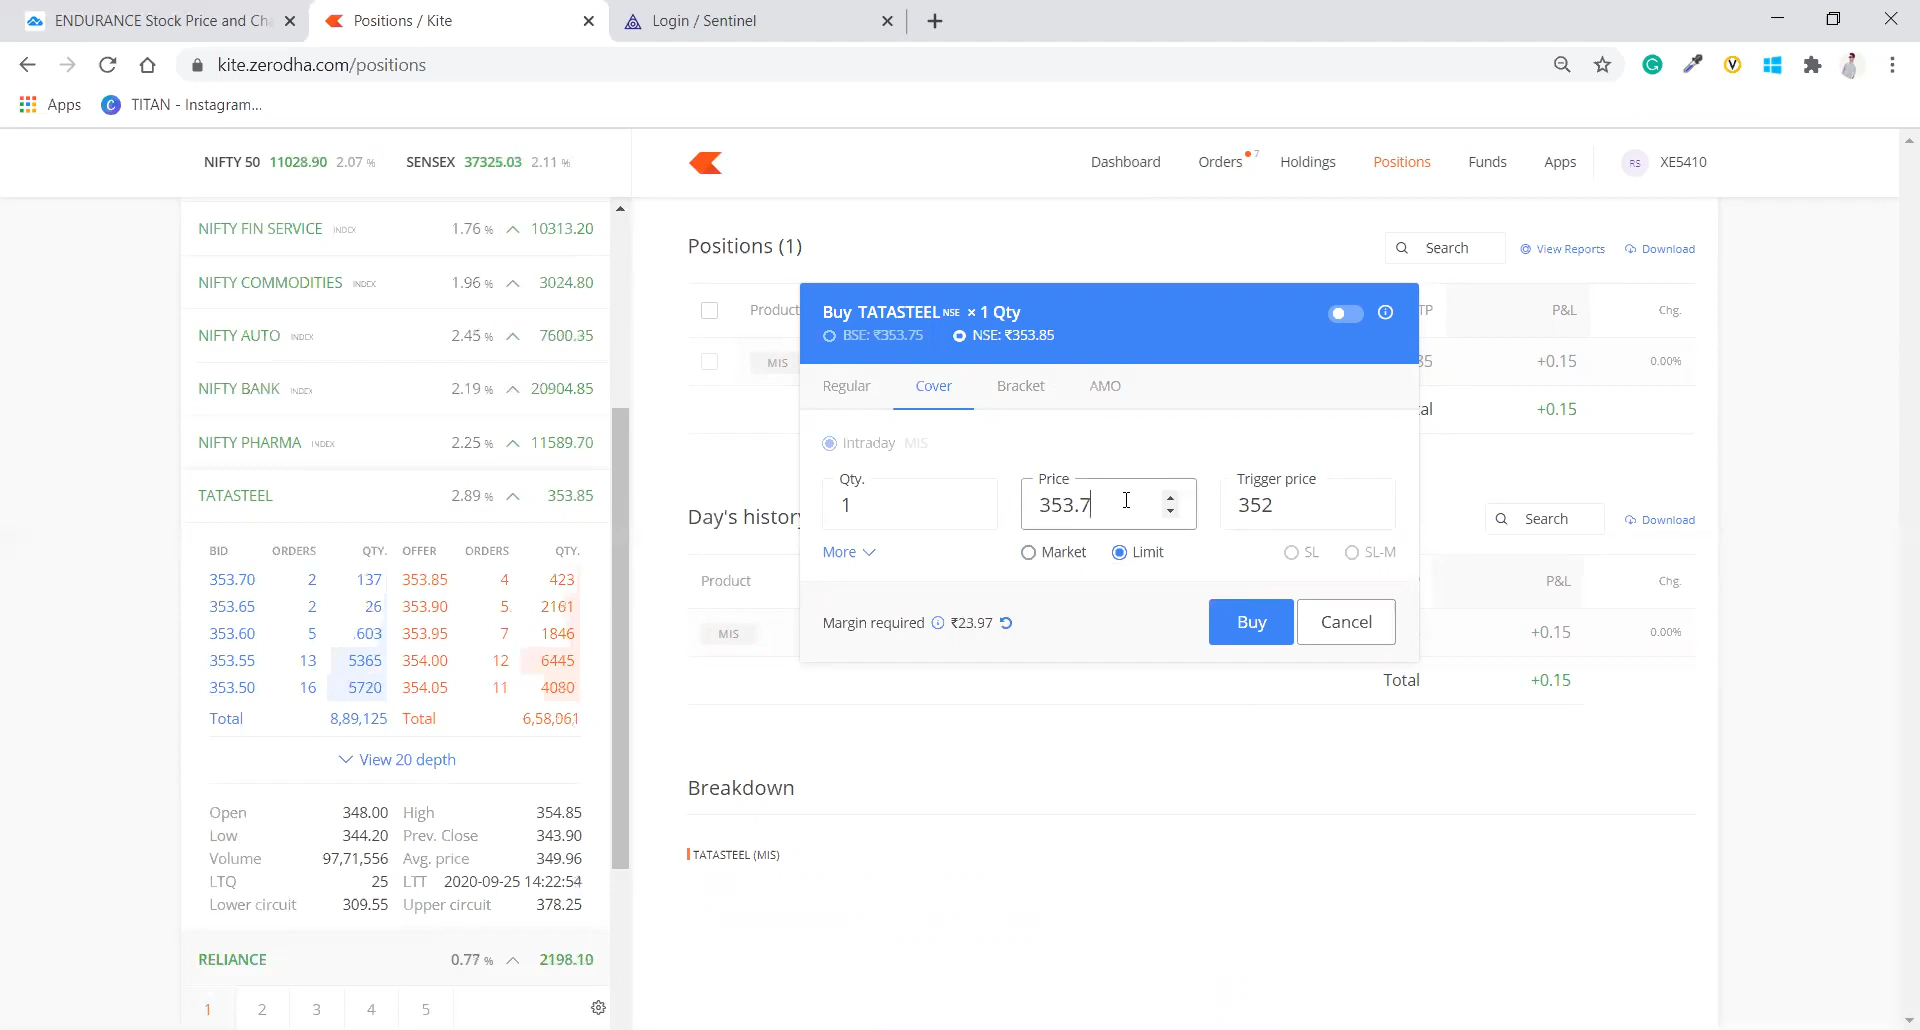 ENDURANCE Stock Price and Cha
Positions / Kite
Login / Sentinel
kite.zerodha.com/positions
Apps
TITAN - Instagram...
NIFTY 50 11028.90 2.07 %
SENSEX 37325.03 2.11 %
Dashboard Orders 7 Holdings Positions Funds Apps RS XE5410
NIFTY FIN SERVICE INDEX 1.76 % 10313.20
NIFTY COMMODITIES INDEX 1.96 % 3024.80
NIFTY AUTO INDEX 2.45 % 7600.35
NIFTY BANK INDEX 2.19 % 20904.85
NIFTY PHARMA INDEX 2.25 % 11589.70
TATASTEEL 2.89 % 353.85
BID ORDERS QTY. OFFER ORDERS QTY.
353.70 2 137 353.85 4 423
353.65 2 26 353.90 5 2161
353.60 5 603 353.95 7 1846
353.55 13 5365 354.00 12 6445
353.50 16 5720 354.05 11 4080
Total 8,89,125 Total 6,58,061
View 20 depth
Open 348.00 High 354.85
Low 344.20 Prev. Close 343.90
Volume 97,71,556 Avg. price 349.96
LTQ 25 LTT 2020-09-25 14:22:54
Lower circuit 309.55 Upper circuit 378.25
RELIANCE 0.77 % 2198.10
1 2 3 4 5
Positions (1)
Search View Reports Download
Product TP P&L Chg.
MIS 85 +0.15 0.00%
al +0.15
Buy TATASTEEL NSE × 1 Qty
BSE: ₹353.75 NSE: ₹353.85
Regular Cover Bracket AMO
Intraday MIS
Qty. Price Trigger price
1 353.7 352
More Market Limit SL SL-M
Margin required ₹23.97
Buy Cancel
Day's history
Search Download
Product P&L Chg.
MIS +0.15 0.00%
Total +0.15
Breakdown
TATASTEEL (MIS)